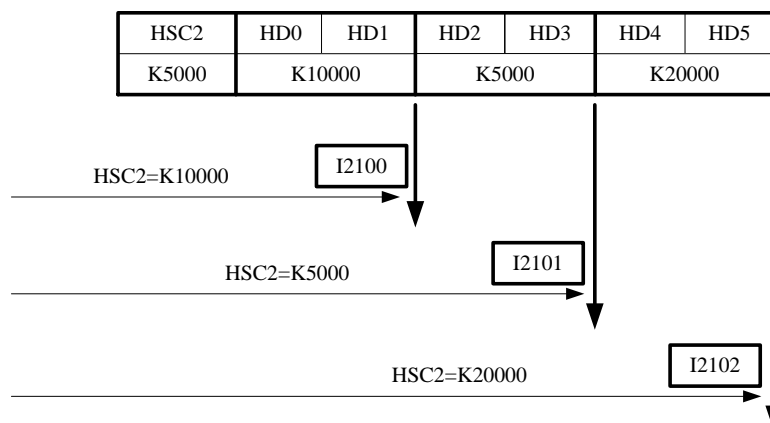 HSC2 HD0 HD1 HD2 HD3 HD4 HD5
K5000 K10000 K5000 K20000
I2100
HSC2=K10000
I2101
HSC2=K5000
I2102
HSC2=K20000